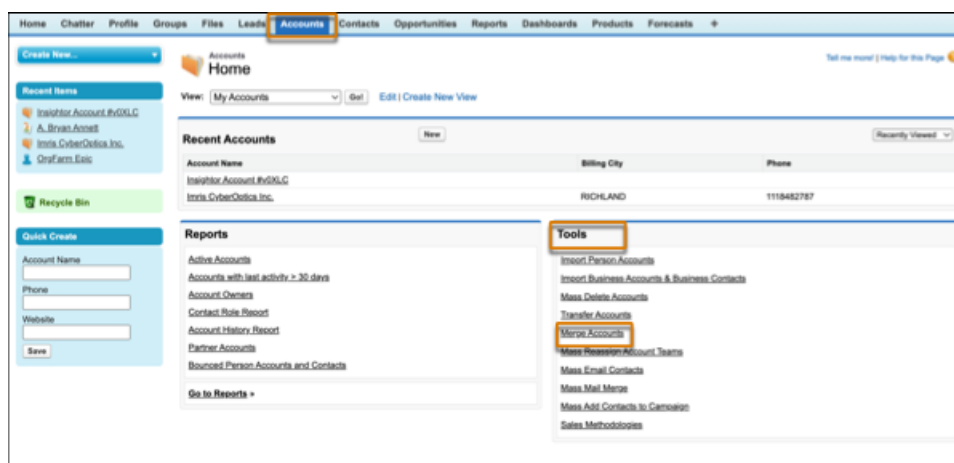 Home Chatter Profile Groups Files Leads Accounts Contacts Opportunities Reports Dashboards Products Forecasts +
Create New...
Recent Items
Insightor Account #v0XLC
A. Bryan Annett
Imris CyberOptics Inc.
OrgFarm Epic
Recycle Bin
Quick Create
Account Name
Phone
Website
Save
Accounts
Home
Tell me more! | Help for this Page
View: My Accounts Go! Edit | Create New View
Recent Accounts New Recently Viewed
Account Name Billing City Phone
Insightor Account #v0XLC
Imris CyberOptics Inc. RICHLAND 1118482787
Reports
Active Accounts
Accounts with last activity > 30 days
Account Owners
Contact Role Report
Account History Report
Partner Accounts
Bounced Person Accounts and Contacts
Go to Reports »
Tools
Import Person Accounts
Import Business Accounts & Business Contacts
Mass Delete Accounts
Transfer Accounts
Merge Accounts
Mass Reassign Account Teams
Mass Email Contacts
Mass Mail Merge
Mass Add Contacts to Campaign
Sales Methodologies